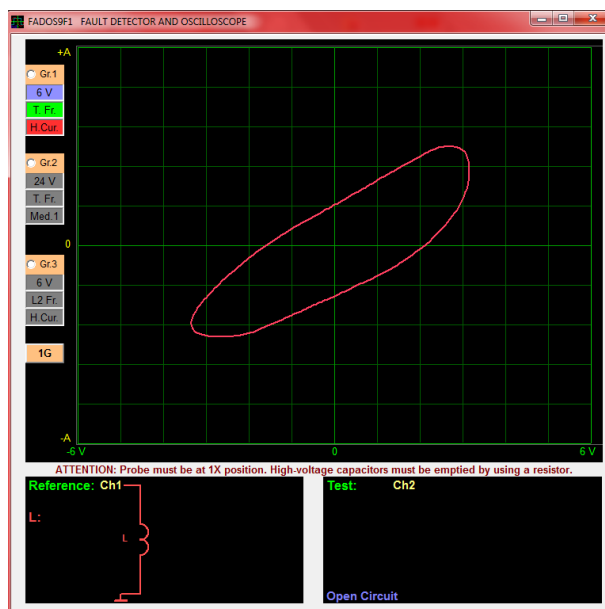 FADOS9F1   FAULT DETECTOR AND OSCILLOSCOPE
+A
Gr.1
6 V
T. Fr.
H.Cur.
Gr.2
24 V
T. Fr.
Med.1
0
Gr.3
6 V
L2 Fr.
H.Cur.
1G
-A
-6 V
0
6 V
ATTENTION: Probe must be at 1X position. High-voltage capacitors must be emptied by using a resistor.
Reference: Ch1
L:
L
Test: Ch2
Open Circuit